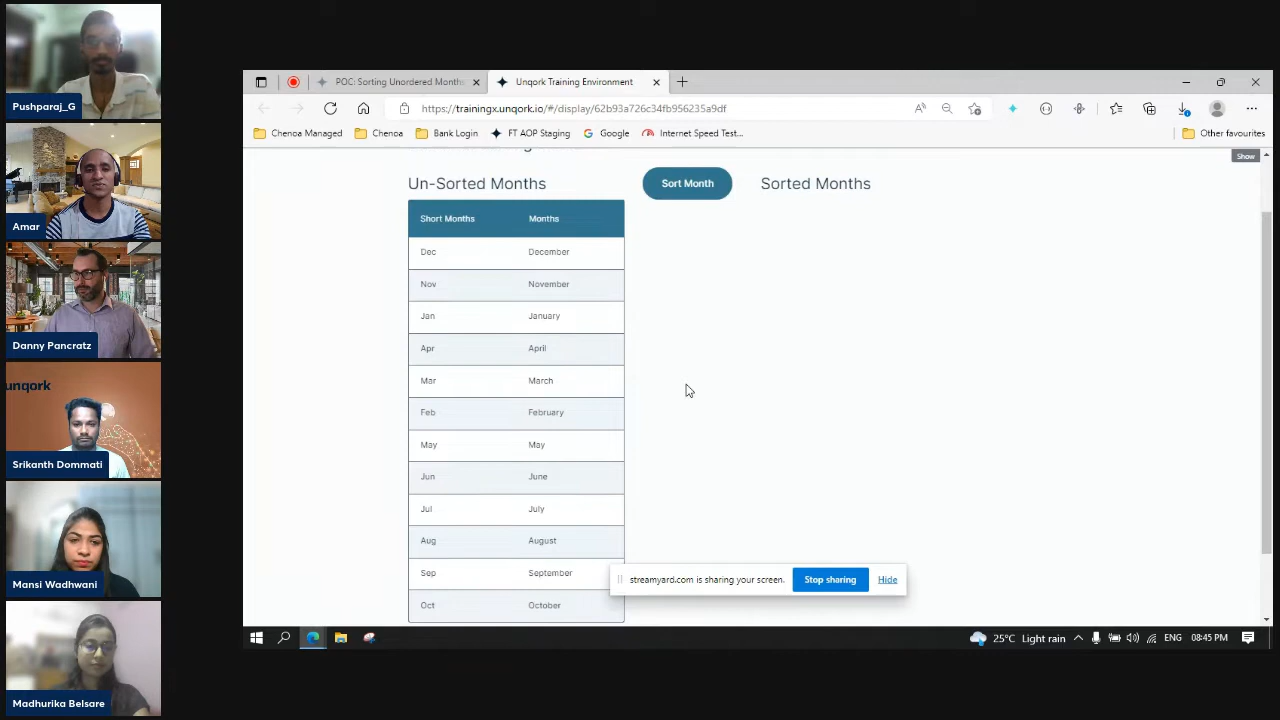 Pushparaj_G
Amar
Danny Pancratz
unqork
Srikanth Dommati
Mansi Wadhwani
Madhurika Belsare
POC: Sorting Unordered Months
Unqork Training Environment
https://trainingx.unqork.io/#/display/62b93a726c34fb956235a9df
Chenoa Managed Chenoa Bank Login FT AOP Staging Google Internet Speed Test... Other favourites
Show
Un-Sorted Months Sort Month Sorted Months
Short Months Months
Dec December
Nov November
Jan January
Apr April
Mar March
Feb February
May May
Jun June
Jul July
Aug August
Sep September
Oct October
streamyard.com is sharing your screen. Stop sharing Hide
25°C Light rain ENG 08:45 PM